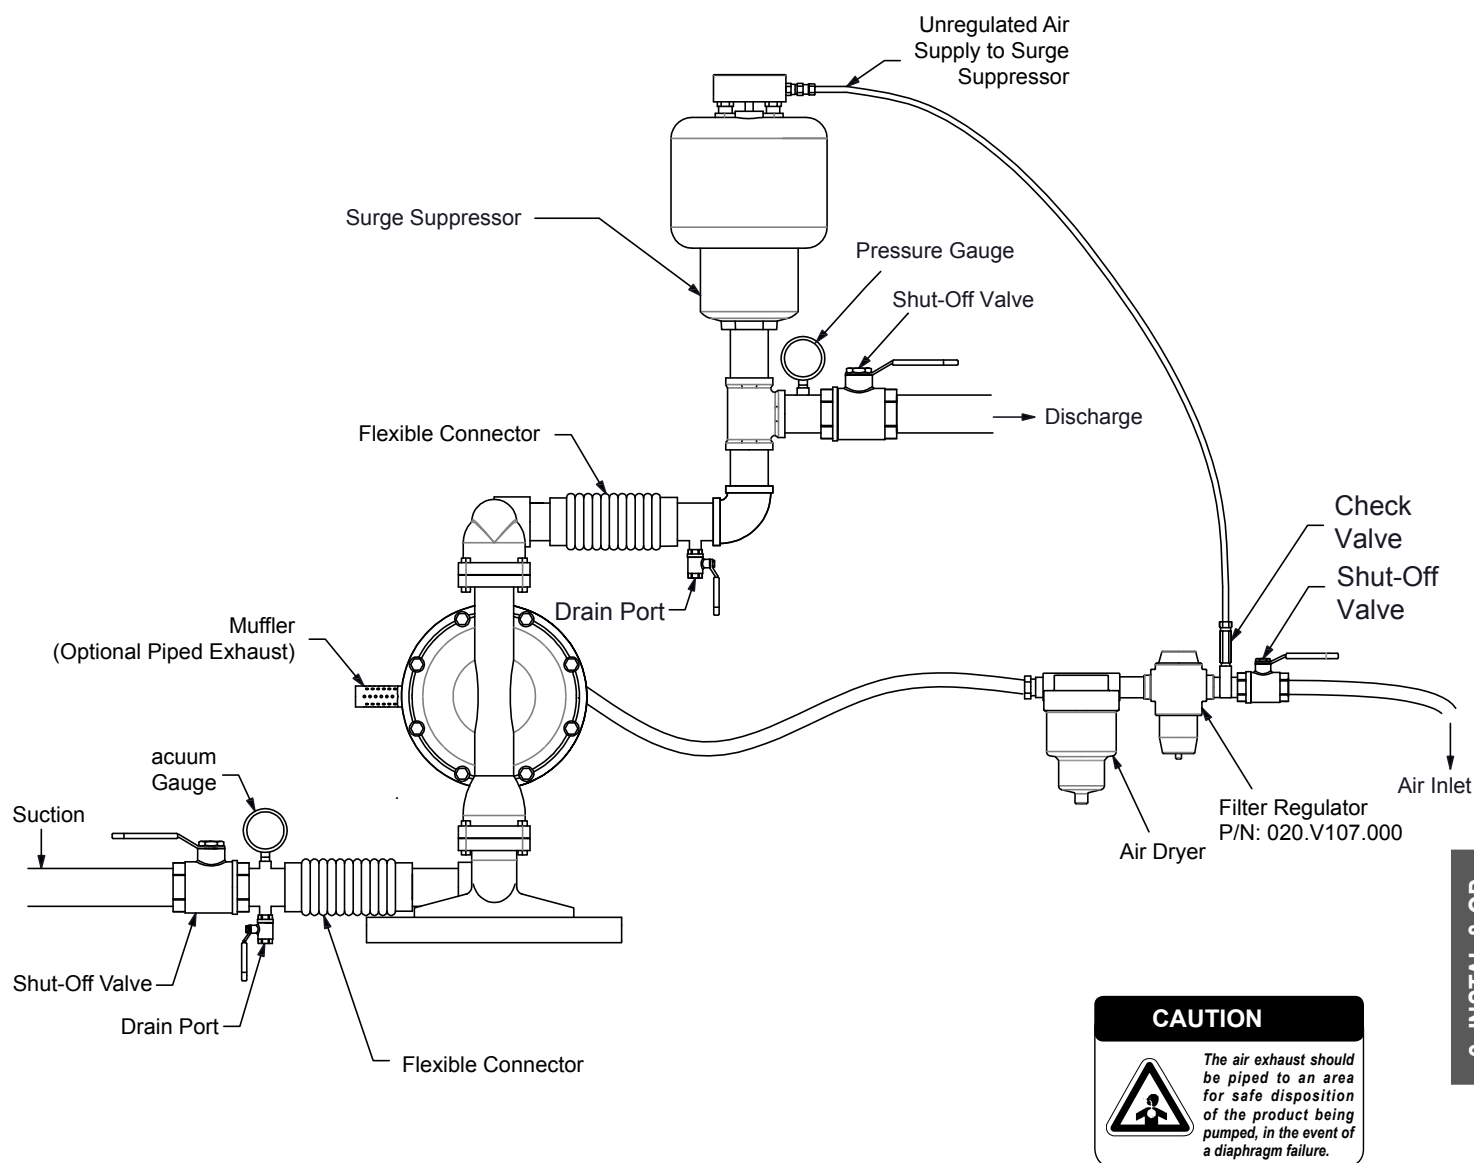 Unregulated Air
Supply to Surge
Suppressor
Surge Suppressor
Pressure Gauge
Shut-Off Valve
Discharge
Flexible Connector
Check
Valve
Shut-Off
Valve
Drain Port
Muffler
(Optional Piped Exhaust)
acuum
Gauge
Suction
Air Inlet
Filter Regulator
P/N: 020.V107.000
Air Dryer
Shut-Off Valve
Drain Port
Flexible Connector
CAUTION
The air exhaust should
be piped to an area
for safe disposition
of the product being
pumped, in the event of
a diaphragm failure.
INSTAL & OP